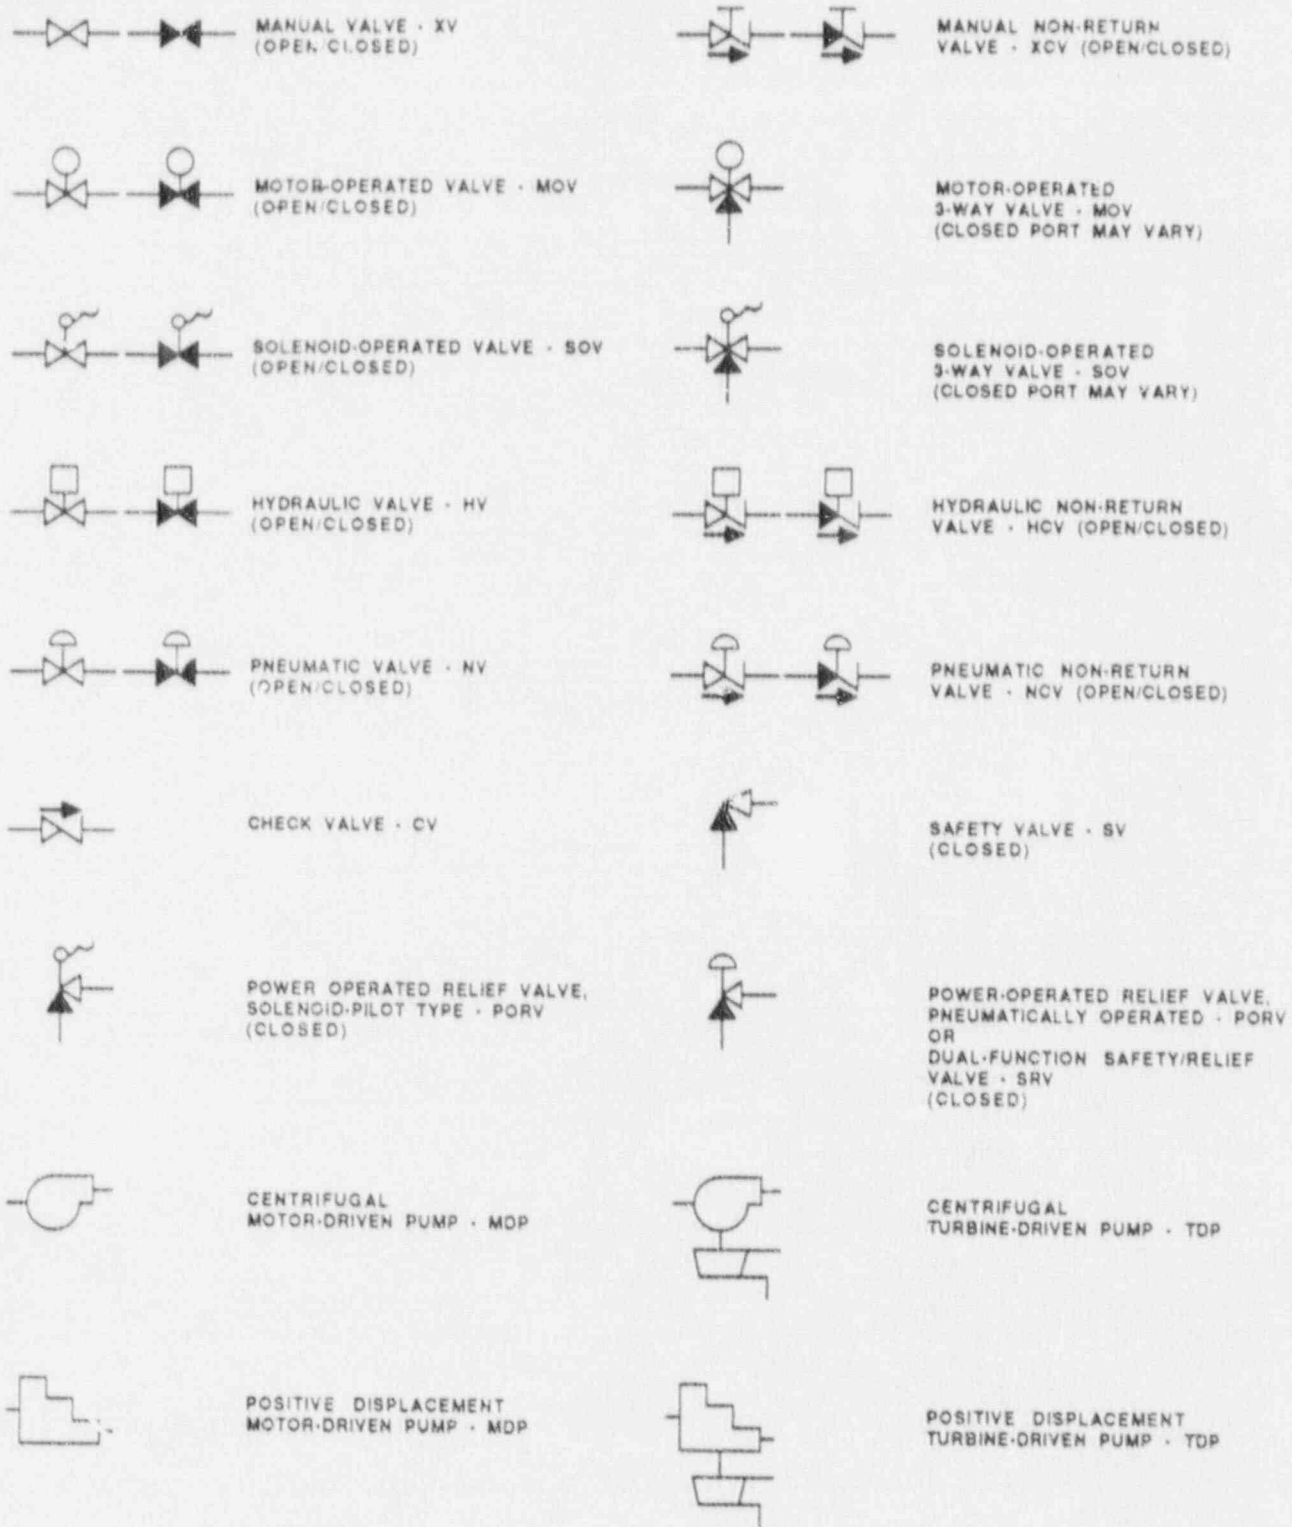 MANUAL VALVE - XV
(OPEN/CLOSED)
MANUAL NON-RETURN
VALVE - XCV (OPEN/CLOSED)
MOTOR-OPERATED VALVE - MOV
(OPEN/CLOSED)
MOTOR-OPERATED
3-WAY VALVE - MOV
(CLOSED PORT MAY VARY)
SOLENOID-OPERATED VALVE - SOV
(OPEN/CLOSED)
SOLENOID-OPERATED
3-WAY VALVE - SOV
(CLOSED PORT MAY VARY)
HYDRAULIC VALVE - HV
(OPEN/CLOSED)
HYDRAULIC NON-RETURN
VALVE - HCV (OPEN/CLOSED)
PNEUMATIC VALVE - NV
(OPEN/CLOSED)
PNEUMATIC NON-RETURN
VALVE - NCV (OPEN/CLOSED)
CHECK VALVE - CV
SAFETY VALVE - SV
(CLOSED)
POWER OPERATED RELIEF VALVE,
SOLENOID-PILOT TYPE - PORV
(CLOSED)
POWER-OPERATED RELIEF VALVE,
PNEUMATICALLY OPERATED - PORV
OR
DUAL-FUNCTION SAFETY/RELIEF
VALVE - SRV
(CLOSED)
CENTRIFUGAL
MOTOR-DRIVEN PUMP - MDP
CENTRIFUGAL
TURBINE-DRIVEN PUMP - TDP
POSITIVE DISPLACEMENT
MOTOR-DRIVEN PUMP - MDP
POSITIVE DISPLACEMENT
TURBINE-DRIVEN PUMP - TDP